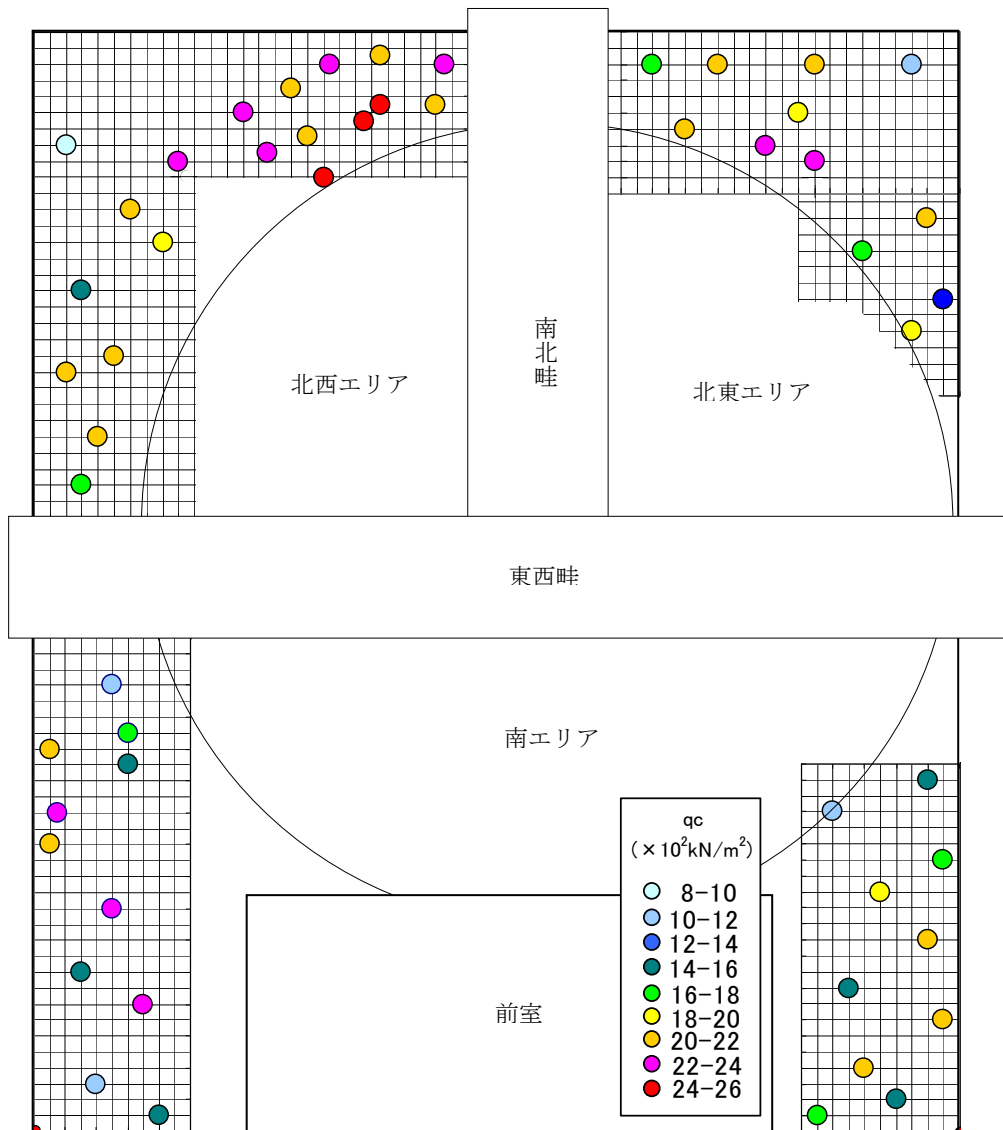 南北畦
北西エリア
北東エリア
東西畦
南エリア
qc
(×10²kN/m²)
8-10
10-12
12-14
14-16
16-18
18-20
20-22
22-24
24-26
前室